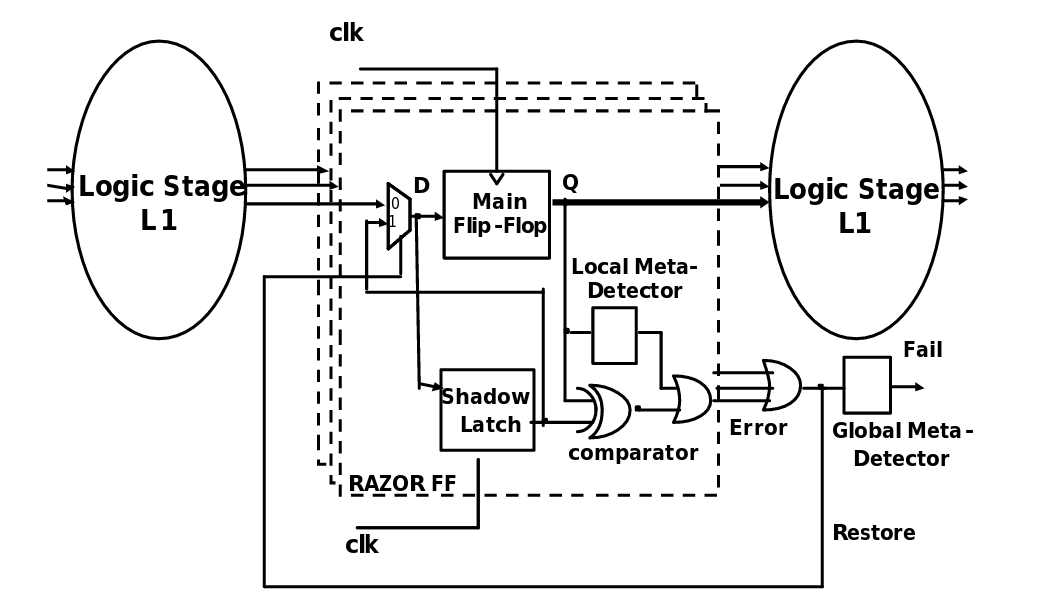 clk
Logic Stage
L1
0
1
D
Main
Flip-Flop
Q
Logic Stage
L1
Local Meta-
Detector
Shadow
Latch
comparator
RAZOR FF
Error
Fail
Global Meta-
Detector
clk
Restore